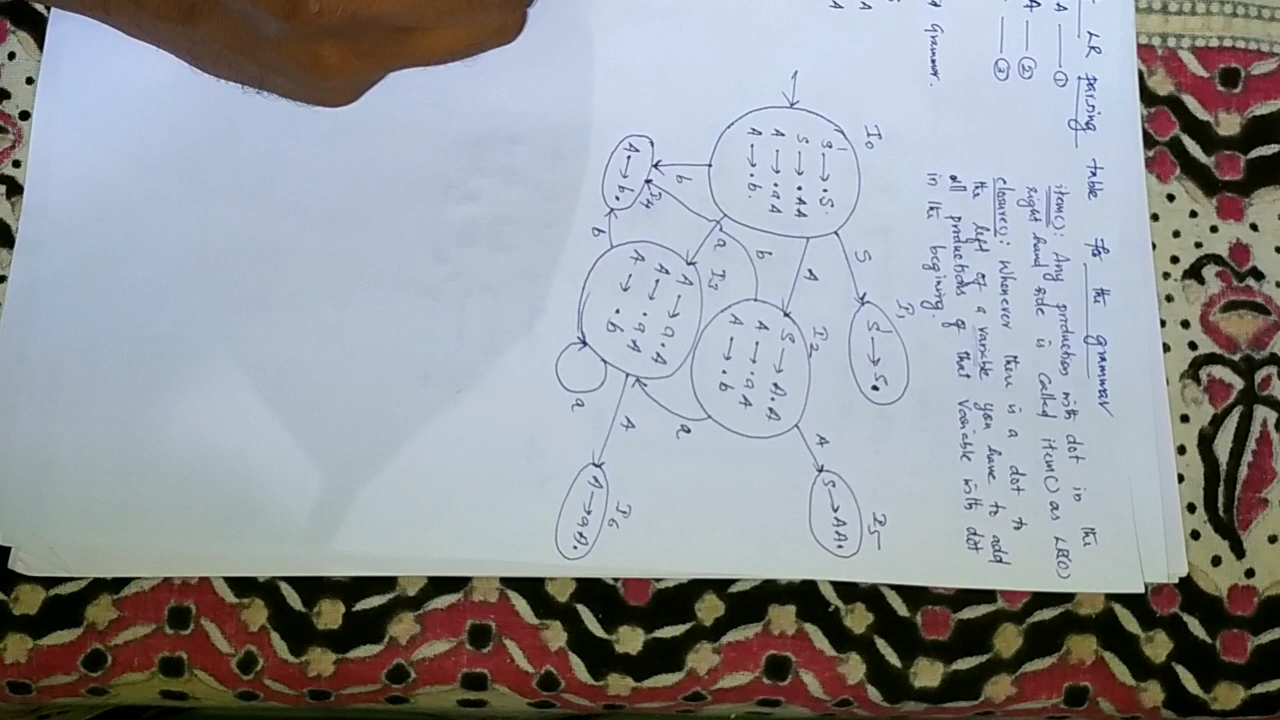 LR parsing table for the grammar
A — ①
A — ②
— ③
d Grammar.
A
A
item(): Any production with dot in the
right hand side is called item() as LR(0)
closure(): Whenever there is a dot to
the left of a variable you have to add
all productions of that variable with dot
in the begining.
I0
S' → .S
S → .AA
A → .aA
A → .b
S
I1
S' → S.
A
I2
S → A.A
A → .aA
A → .b
A
I5
S → AA.
a
b
I3
A → a.A
A → .aA
A → .b
a
a
A
I6
A → aA.
b
b
I4
A → b.